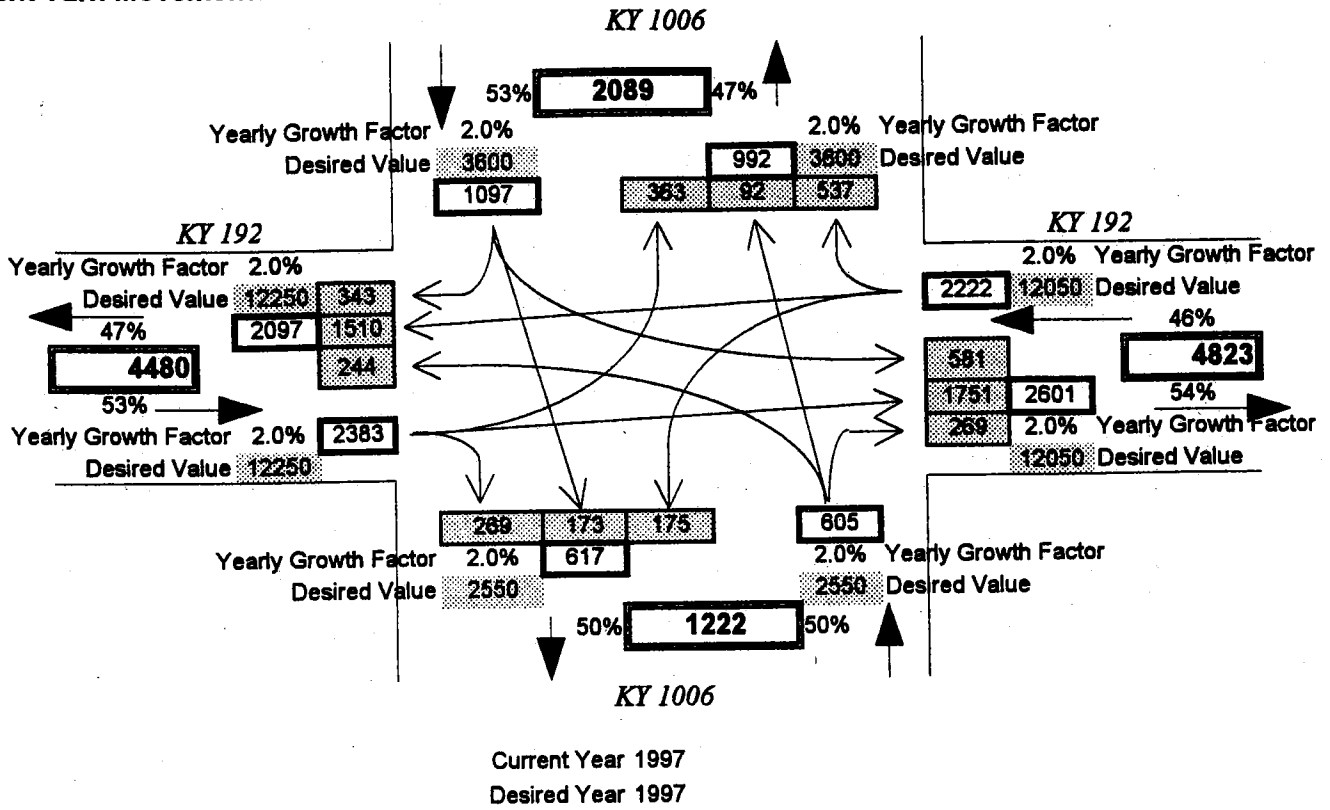 KY 1006
53% 2089 47%
Yearly Growth Factor 2.0% 2.0% Yearly Growth Factor
Desired Value 3600 992 3600 Desired Value
1097 363 92 537
KY 192 KY 192
Yearly Growth Factor 2.0% 2.0% Yearly Growth Factor
Desired Value 12250 343 2222 12050 Desired Value
47% 2097 1510 46%
4480 244 581 4823
53% 1751 2601 54%
Yearly Growth Factor 2.0% 2383 269 2.0% Yearly Growth Factor
Desired Value 12250 12050 Desired Value
269 173 175 605
Yearly Growth Factor 2.0% 617 2.0% Yearly Growth Factor
Desired Value 2550 2550 Desired Value
50% 1222 50%
KY 1006
Current Year 1997
Desired Year 1997